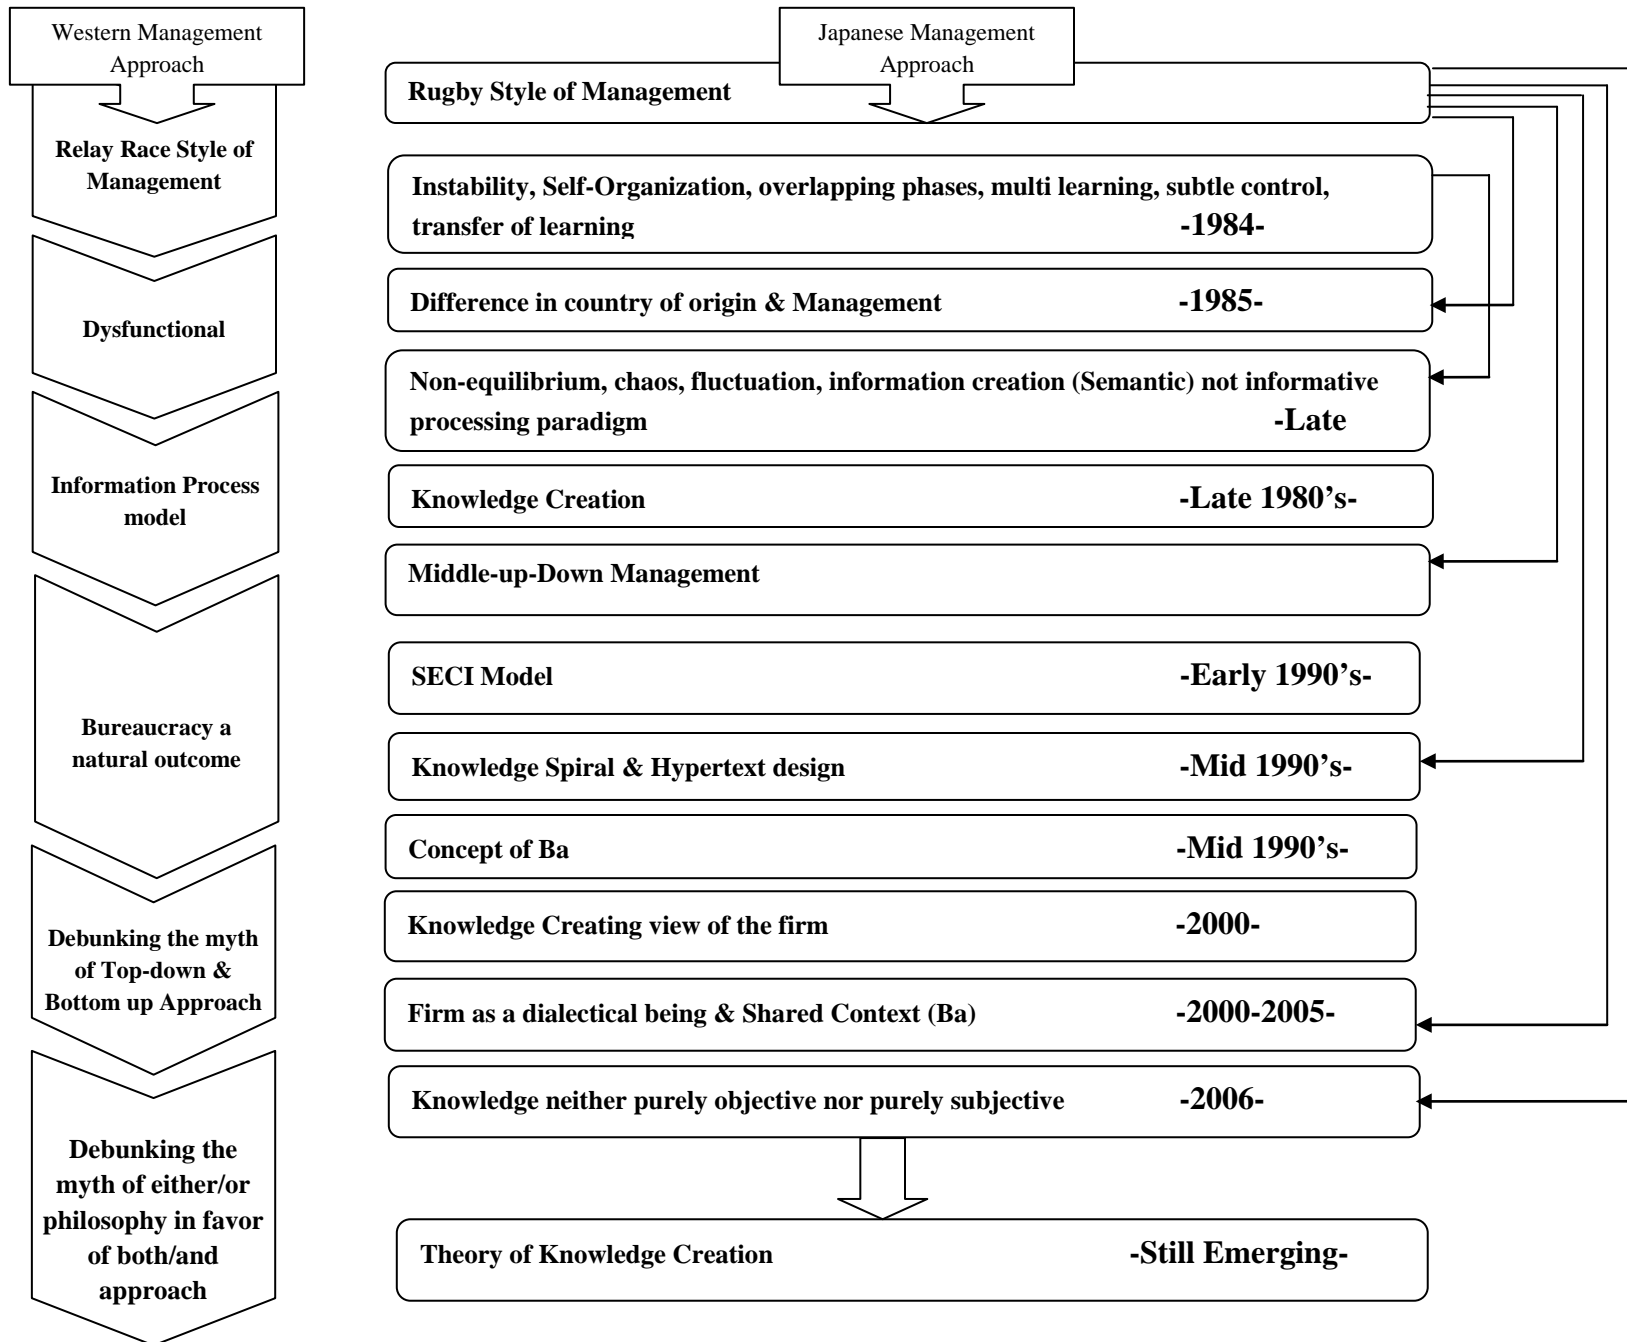 Western Management
Approach
Relay Race Style of
Management
Dysfunctional
Information Process
model
Bureaucracy a
natural outcome
Debunking the myth
of Top-down &
Bottom up Approach
Debunking the
myth of either/or
philosophy in favor
of both/and
approach
Japanese Management
Approach
Rugby Style of Management
Instability, Self-Organization, overlapping phases, multi learning, subtle control,
transfer of learning -1984-
Difference in country of origin & Management -1985-
Non-equilibrium, chaos, fluctuation, information creation (Semantic) not informative
processing paradigm -Late
Knowledge Creation -Late 1980’s-
Middle-up-Down Management
SECI Model -Early 1990’s-
Knowledge Spiral & Hypertext design -Mid 1990’s-
Concept of Ba -Mid 1990’s-
Knowledge Creating view of the firm -2000-
Firm as a dialectical being & Shared Context (Ba) -2000-2005-
Knowledge neither purely objective nor purely subjective -2006-
Theory of Knowledge Creation -Still Emerging-